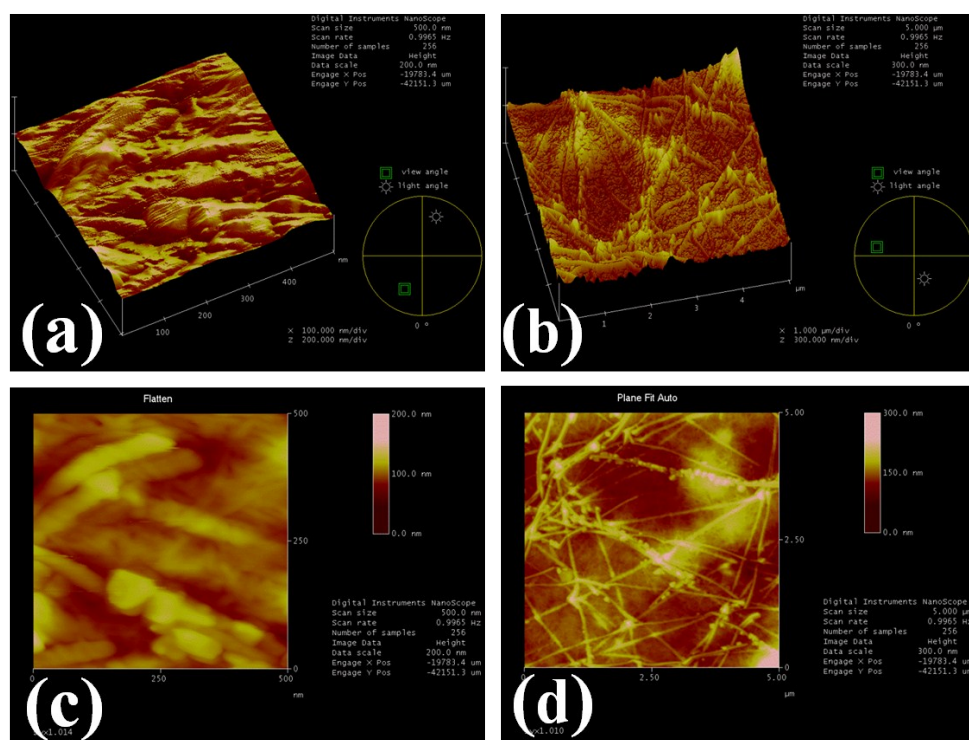 Digital Instruments NanoScope
Scan size 500.0 nm
Scan rate 0.9965 Hz
Number of samples 256
Image Data Height
Data scale 200.0 nm
Engage X Pos -19783.4 um
Engage Y Pos -42151.3 um
view angle
light angle
0 °
100
200
300
400
nm
X 100.000 nm/div
Z 200.000 nm/div
(a)
Digital Instruments NanoScope
Scan size 5.000 µm
Scan rate 0.9965 Hz
Number of samples 256
Image Data Height
Data scale 300.0 nm
Engage X Pos -19783.4 um
Engage Y Pos -42151.3 um
view angle
light angle
0 °
1
2
3
4
µm
X 1.000 µm/div
Z 300.000 nm/div
(b)
Flatten
500
250
0
0
250
500
nm
200.0 nm
100.0 nm
0.0 nm
Digital Instruments NanoScope
Scan size 500.0 nm
Scan rate 0.9965 Hz
Number of samples 256
Image Data Height
Data scale 200.0 nm
Engage X Pos -19783.4 um
Engage Y Pos -42151.3 um
(c)
Plane Fit Auto
5.00
2.50
0
0
2.50
5.00
µm
300.0 nm
150.0 nm
0.0 nm
Digital Instruments NanoScope
Scan size 5.000 µm
Scan rate 0.9965 Hz
Number of samples 256
Image Data Height
Data scale 300.0 nm
Engage X Pos -19783.4 um
Engage Y Pos -42151.3 um
(d)